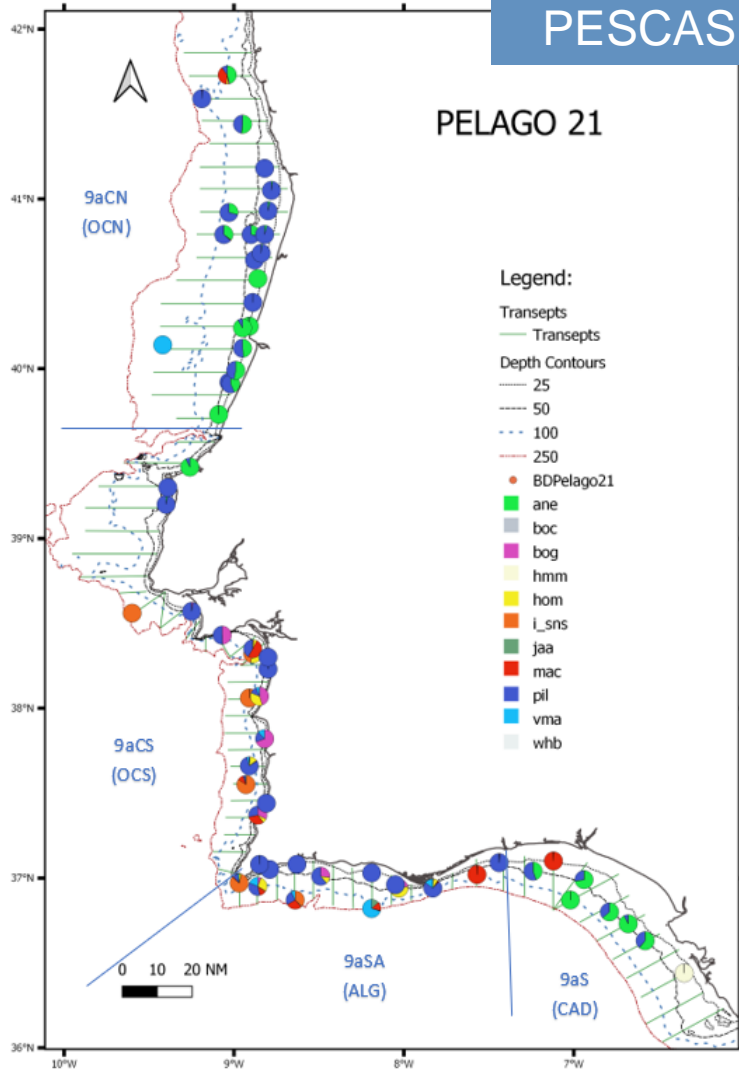 PESCAS
PELAGO 21
42°N
41°N
40°N
39°N
38°N
37°N
36°N
10°W
9°W
8°W
7°W
9aCN
(OCN)
9aCS
(OCS)
9aSA
(ALG)
9aS
(CAD)
0 10 20 NM
Legend:
Transepts
Transepts
Depth Contours
25
50
100
250
BDPelago21
ane
boc
bog
hmm
hom
i_sns
jaa
mac
pil
vma
whb